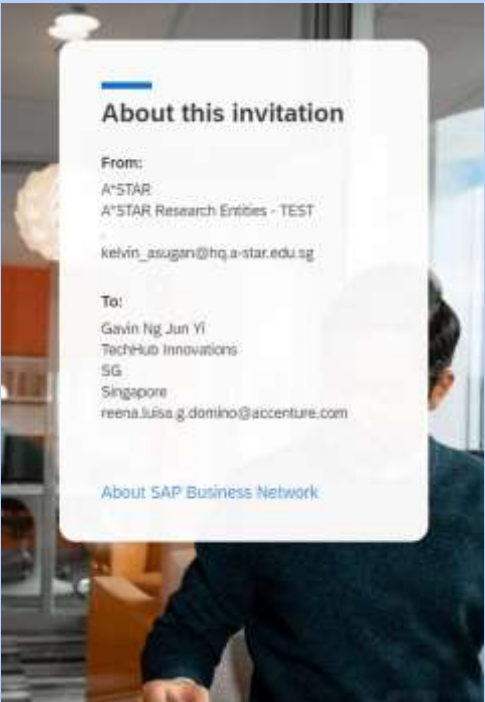 About this invitation
From:
A*STAR
A*STAR Research Entities - TEST
.
kelvin_asugan@hq.a-star.edu.sg
To:
Gavin Ng Jun Yi
TechHub Innovations
SG
Singapore
reena.luisa.g.domino@accenture.com
About SAP Business Network